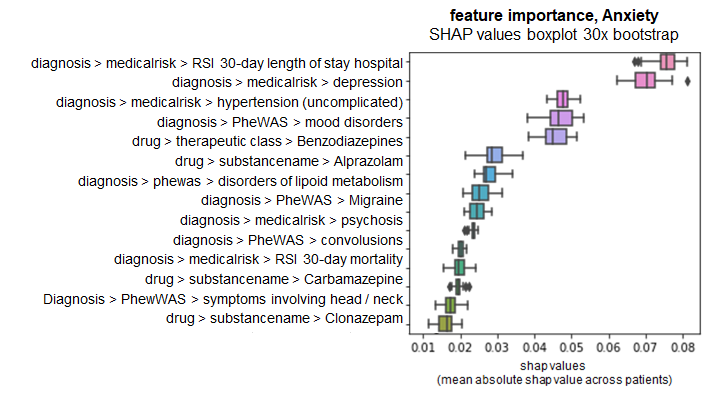 feature importance, Anxiety
SHAP values boxplot 30x bootstrap
diagnosis > medicalrisk > RSI 30-day length of stay hospital
diagnosis > medicalrisk > depression
diagnosis > medicalrisk > hypertension (uncomplicated)
diagnosis > PheWAS > mood disorders
drug > therapeutic class > Benzodiazepines
drug > substancename > Alprazolam
diagnosis > phewas > disorders of lipoid metabolism
diagnosis > PheWAS > Migraine
diagnosis > medicalrisk > psychosis
diagnosis > PheWAS > convolusions
diagnosis > medicalrisk > RSI 30-day mortality
drug > substancename > Carbamazepine
Diagnosis > PhewWAS > symptoms involving head / neck
drug > substancename > Clonazepam
0.01 0.02 0.03 0.04 0.05 0.06 0.07 0.08
shap values
(mean absolute shap value across patients)